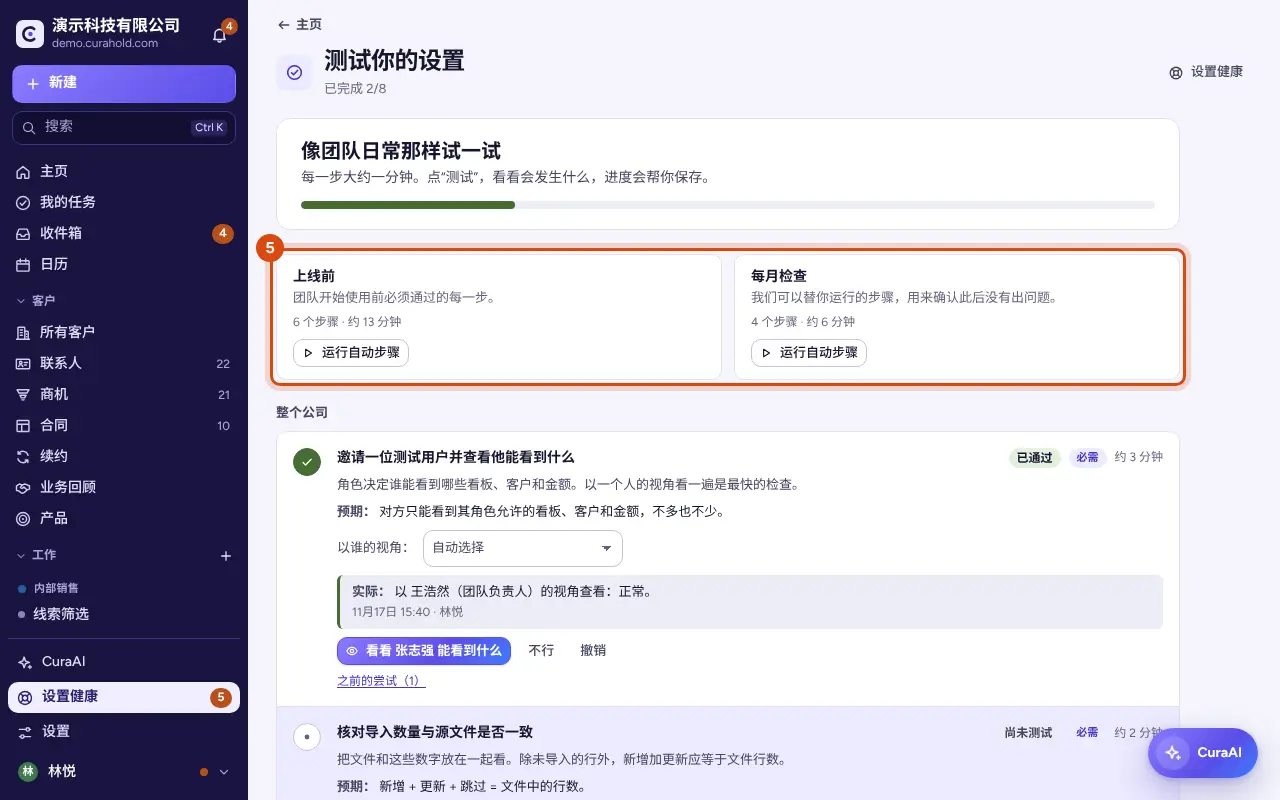 演示科技有限公司
demo.curahold.com
4
新建
搜索
Ctrl K
主页
我的任务
收件箱
4
日历
客户
所有客户
联系人
22
商机
21
合同
10
续约
业务回顾
产品
工作
内部销售
线索筛选
CuraAI
设置健康
5
设置
林
林悦
主页
测试你的设置
已完成 2/8
设置健康
像团队日常那样试一试
每一步大约一分钟。点“测试”，看看会发生什么，进度会帮你保存。
5
上线前
团队开始使用前必须通过的每一步。
6 个步骤 · 约 13 分钟
运行自动步骤
每月检查
我们可以替你运行的步骤，用来确认此后没有出问题。
4 个步骤 · 约 6 分钟
运行自动步骤
整个公司
邀请一位测试用户并查看他能看到什么
已通过
必需
约 3 分钟
角色决定谁能看到哪些看板、客户和金额。以一个人的视角看一遍是最快的检查。
预期： 对方只能看到其角色允许的看板、客户和金额，不多也不少。
以谁的视角：
自动选择
实际： 以 王浩然（团队负责人）的视角查看：正常。
11月17日 15:40 · 林悦
看看 张志强 能看到什么
不行
撤销
之前的尝试（1）
核对导入数量与源文件是否一致
尚未测试
必需
约 2 分钟
把文件和这些数字放在一起看。除未导入的行外，新增加更新应等于文件行数。
预期： 新增 + 更新 + 跳过 = 文件中的行数。
CuraAI